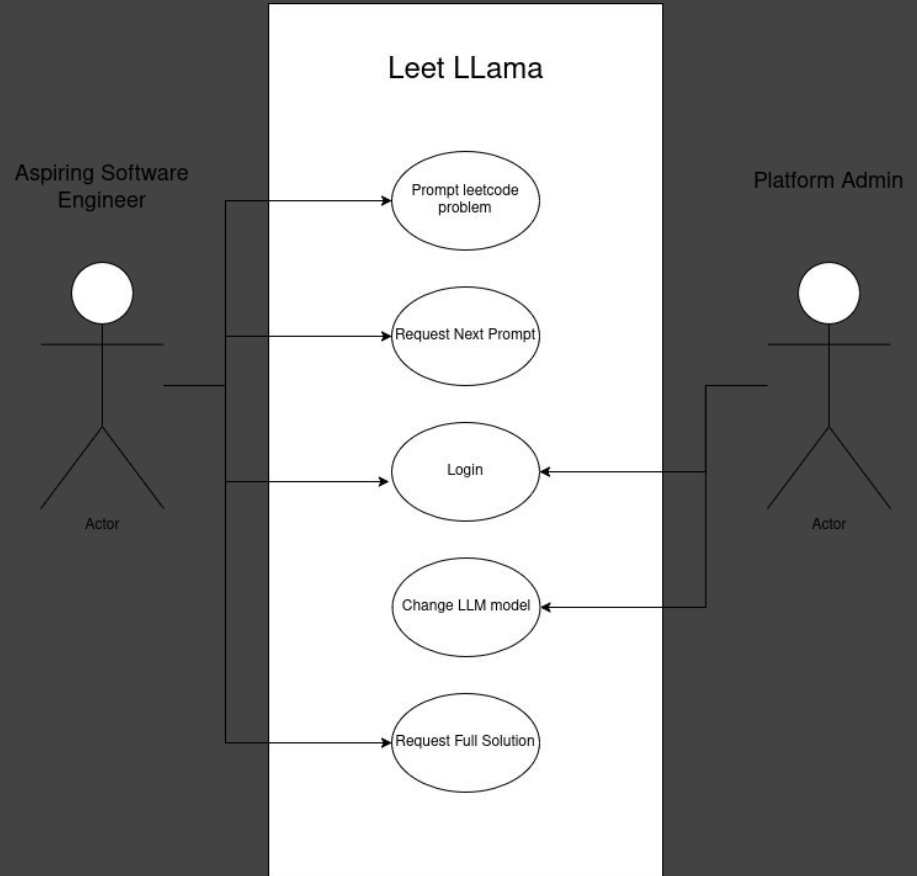 Leet LLama
Aspiring Software
Engineer
Platform Admin
Prompt leetcode
problem
Request Next Prompt
Login
Actor
Actor
Change LLM model
Request Full Solution